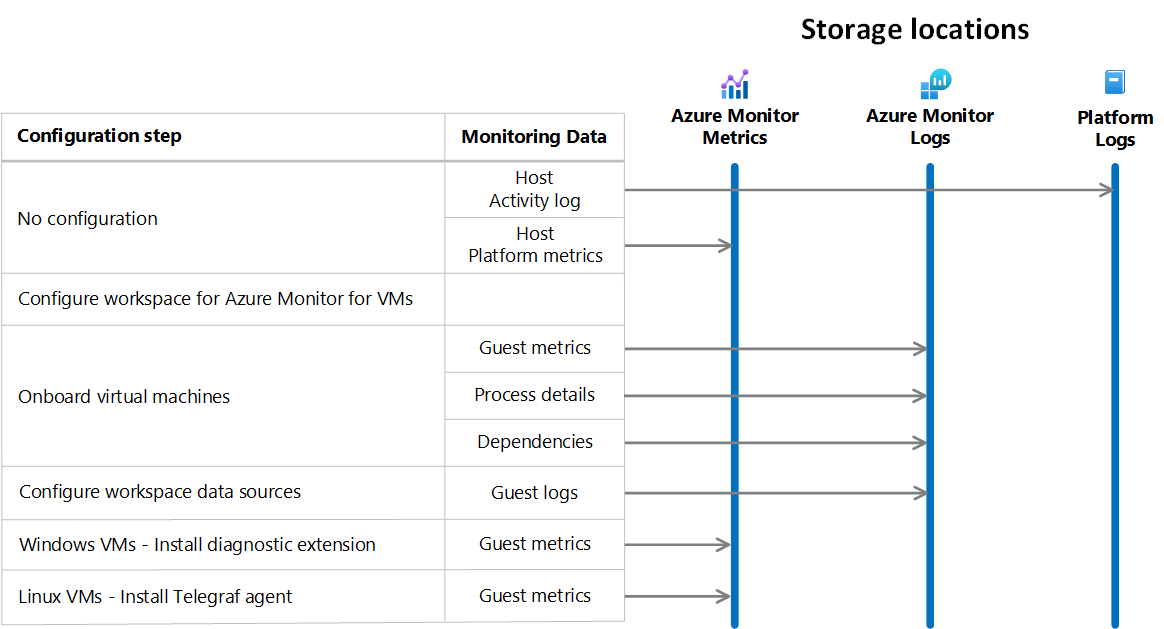 Storage locations
Azure Monitor
Metrics
Azure Monitor
Logs
Platform
Logs
Configuration step
Monitoring Data
No configuration
Host
Activity log
Host
Platform metrics
Configure workspace for Azure Monitor for VMs
Onboard virtual machines
Guest metrics
Process details
Dependencies
Configure workspace data sources
Guest logs
Windows VMs - Install diagnostic extension
Guest metrics
Linux VMs - Install Telegraf agent
Guest metrics